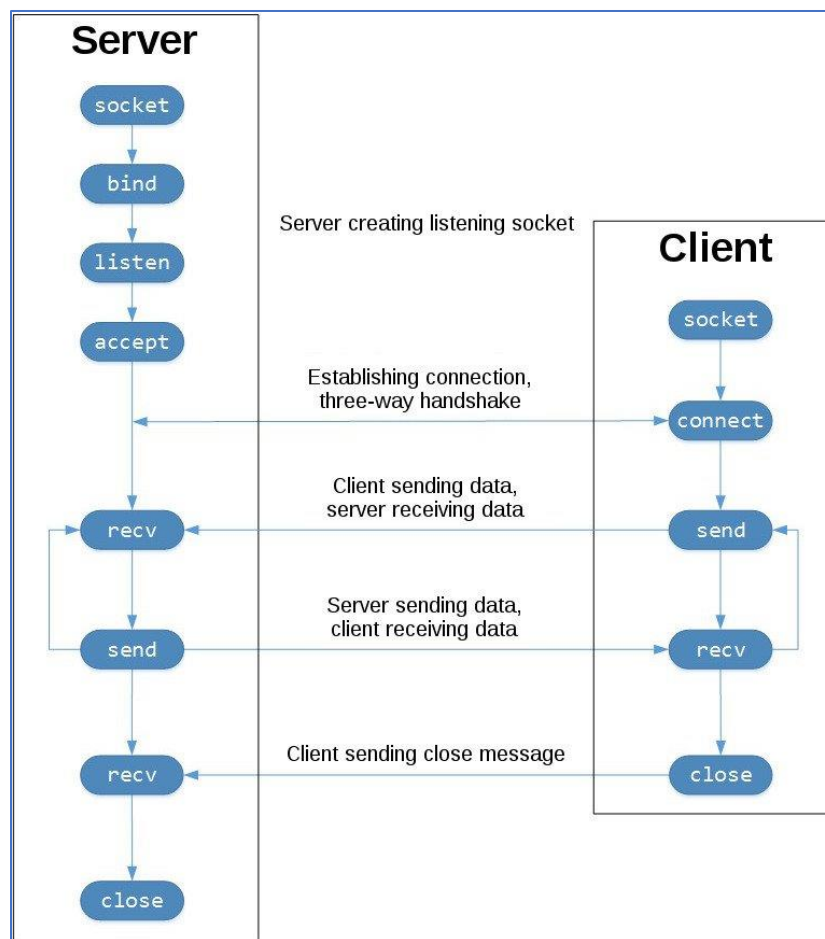 Server
socket
bind
Server creating listening socket
listen
accept
Client
socket
Establishing connection,
three-way handshake
connect
Client sending data,
server receiving data
recv
send
Server sending data,
client receiving data
send
recv
Client sending close message
recv
close
close